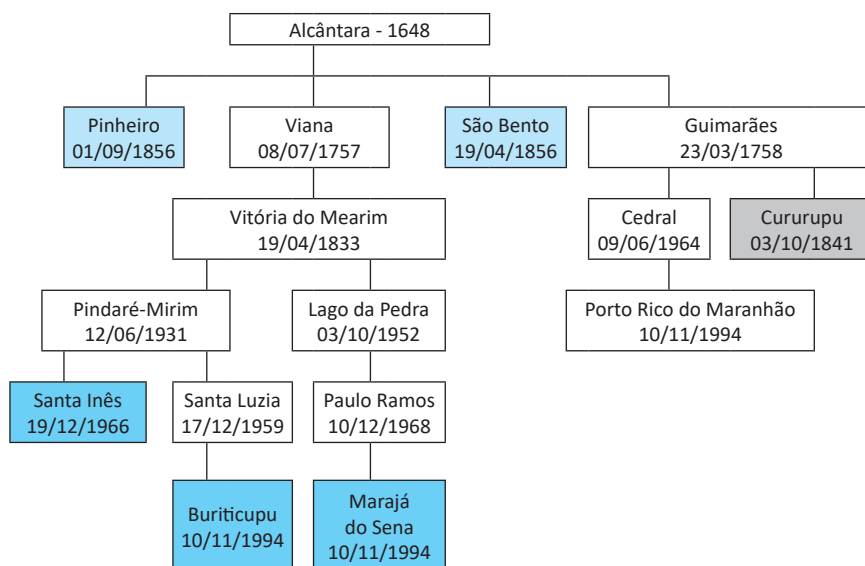 Alcântara - 1648
Pinheiro
01/09/1856
Viana
08/07/1757
São Bento
19/04/1856
Guimarães
23/03/1758
Vitória do Mearim
19/04/1833
Cedral
09/06/1964
Cururupu
03/10/1841
Pindaré-Mirim
12/06/1931
Lago da Pedra
03/10/1952
Porto Rico do Maranhão
10/11/1994
Santa Inês
19/12/1966
Santa Luzia
17/12/1959
Paulo Ramos
10/12/1968
Buriticupu
10/11/1994
Marajá
do Sena
10/11/1994